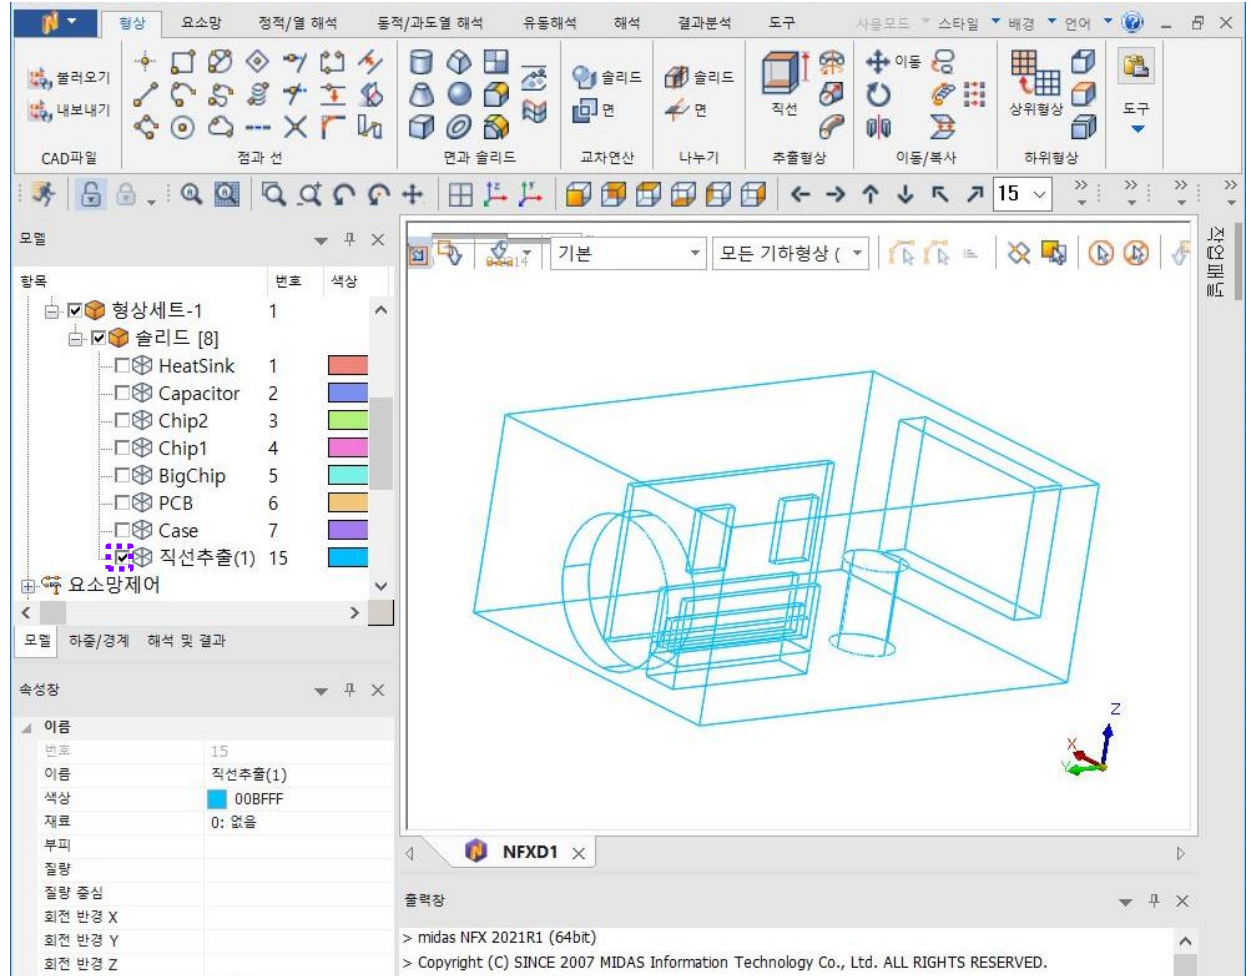 형상 요소망 정적/열 해석 동적/과도열 해석 유동해석 해석 결과분석 도구 사용모드 스타일 배경 언어
불러오기
내보내기
솔리드
면
솔리드
면
직선
이동
상위형상
도구
CAD파일 점과 선 면과 솔리드 교차연산 나누기 추출형상 이동/복사 하위형상
15
모델
기본
모든 기하형상 (
작업패널
항목 번호 색상
형상세트-1 1
솔리드 [8]
HeatSink 1
Capacitor 2
Chip2 3
Chip1 4
BigChip 5
PCB 6
Case 7
직선추출(1) 15
요소망제어
모델 하중/경계 해석 및 결과
속성창
이름
번호 15
이름 직선추출(1)
색상 00BFFF
재료 0: 없음
부피
질량
질량 중심
회전 반경 X
회전 반경 Y
회전 반경 Z
Z
X
Y
NFXD1
출력창
> midas NFX 2021R1 (64bit)
> Copyright (C) SINCE 2007 MIDAS Information Technology Co., Ltd. ALL RIGHTS RESERVED.